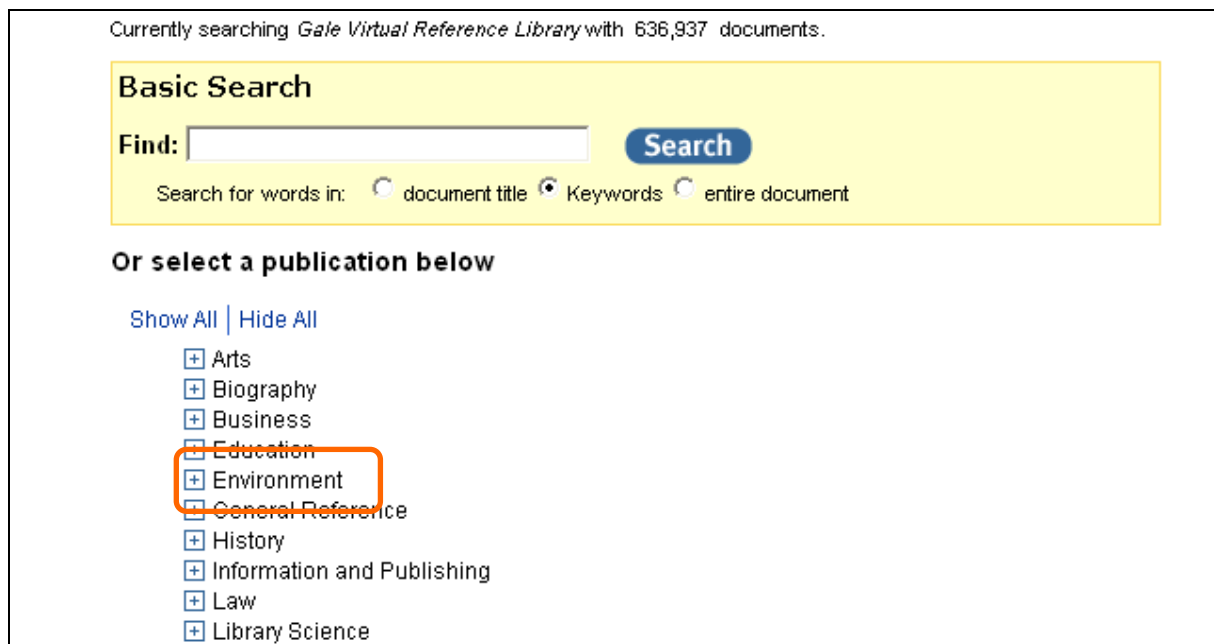 Currently searching Gale Virtual Reference Library with 636,937 documents.
Basic Search
Find: Search
Search for words in: document title Keywords entire document
Or select a publication below
Show All | Hide All
Arts
Biography
Business
Education
Environment
General Reference
History
Information and Publishing
Law
Library Science